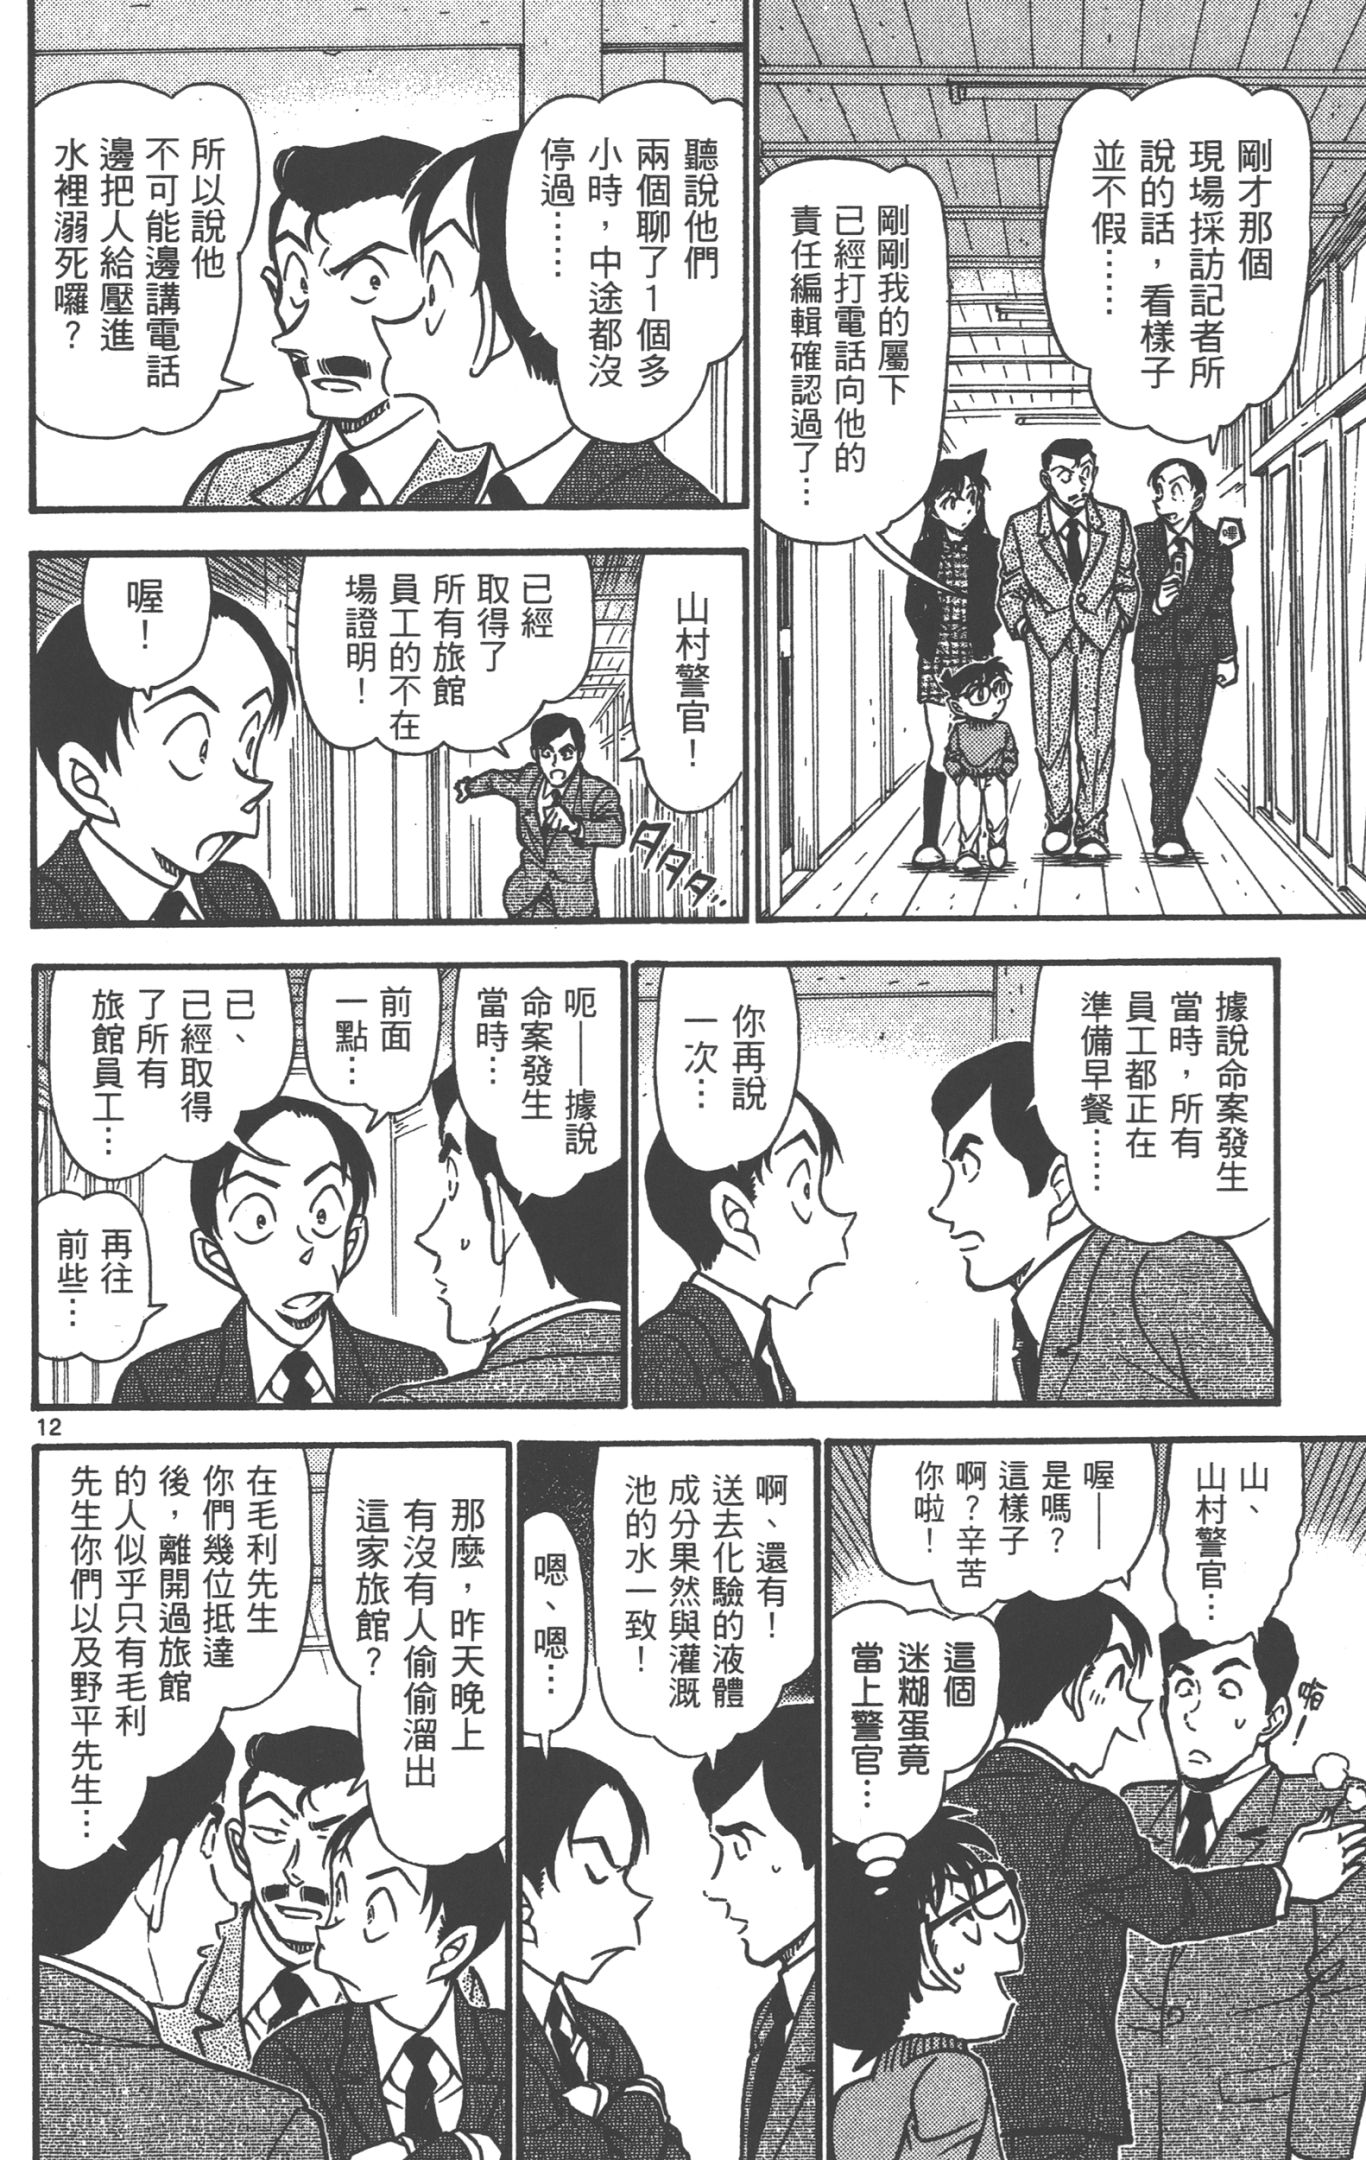 剛才那個
現場採訪記者所
說的話，看樣子
並不假……
嗶
剛剛我的屬下
已經打電話向他的
責任編輯確認過了…
聽說他們
兩個聊了1個多
小時，中途都沒
停過……
所以說他
不可能邊講電話
邊把人給壓進
水裡溺死囉？
山村警官！
已經
取得了
所有旅館
員工的不在
場證明！
タタタ…
喔！
據說命案發生
當時，所有
員工都正在
準備早餐……
你再說
一次…
呃——據說
命案發生
當時…
前面
一點…
已、
已經取得
了所有
旅館員工…
再往
前些…
12
山、
山村警官…
喔——
是嗎？
這樣子
啊？辛苦
你啦！
這個
迷糊蛋竟
當上警官…
啊、還有！
送去化驗的液體
成分果然與灌溉
池的水一致！
嗯、嗯…
那麼，昨天晚上
有沒有人偷偷溜出
這家旅館？
在毛利先生
你們幾位抵達
後，離開過旅館
的人似乎只有毛利
先生你們以及野平先生…